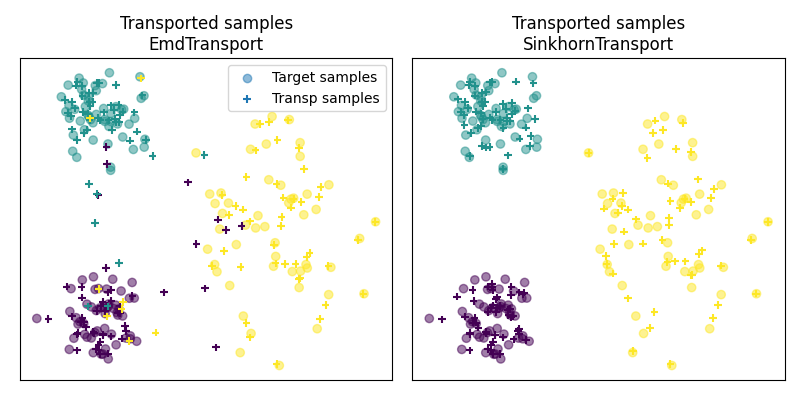 Transported samples
EmdTransport
Target samples
Transp samples
Transported samples
SinkhornTransport